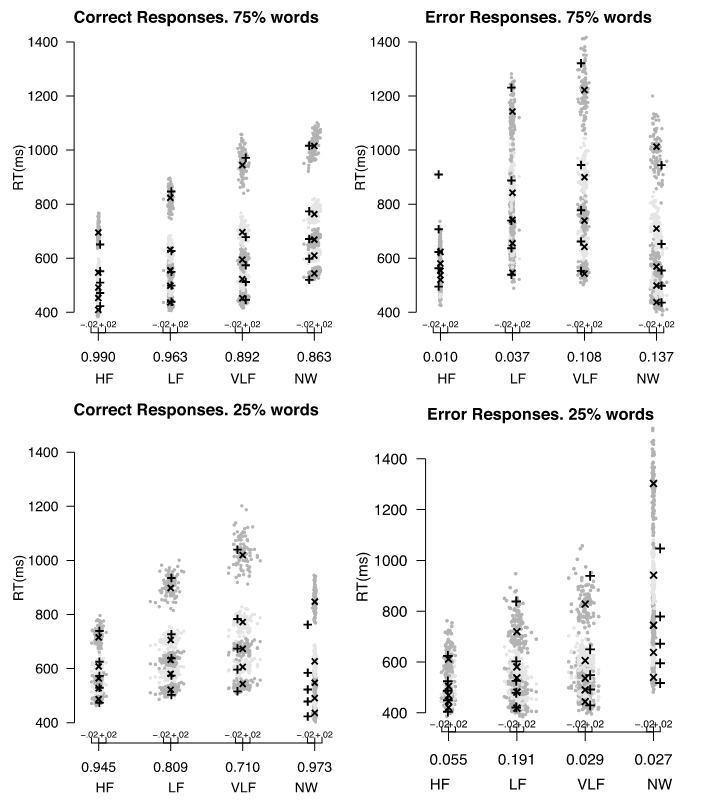 Correct Responses. 75% words
RT(ms)
1400
1200
1000
800
600
400
−.02+.02 −.02+.02 −.02+.02 −.02+.02
0.990 0.963 0.892 0.863
HF LF VLF NW
Error Responses. 75% words
RT(ms)
1400
1200
1000
800
600
400
−.02+.02 −.02+.02 −.02+.02 −.02+.02
0.010 0.037 0.108 0.137
HF LF VLF NW
Correct Responses. 25% words
RT(ms)
1400
1200
1000
800
600
400
−.02+.02 −.02+.02 −.02+.02 −.02+.02
0.945 0.809 0.710 0.973
HF LF VLF NW
Error Responses. 25% words
RT(ms)
1400
1200
1000
800
600
400
−.02+.02 −.02+.02 −.02+.02 −.02+.02
0.055 0.191 0.029 0.027
HF LF VLF NW